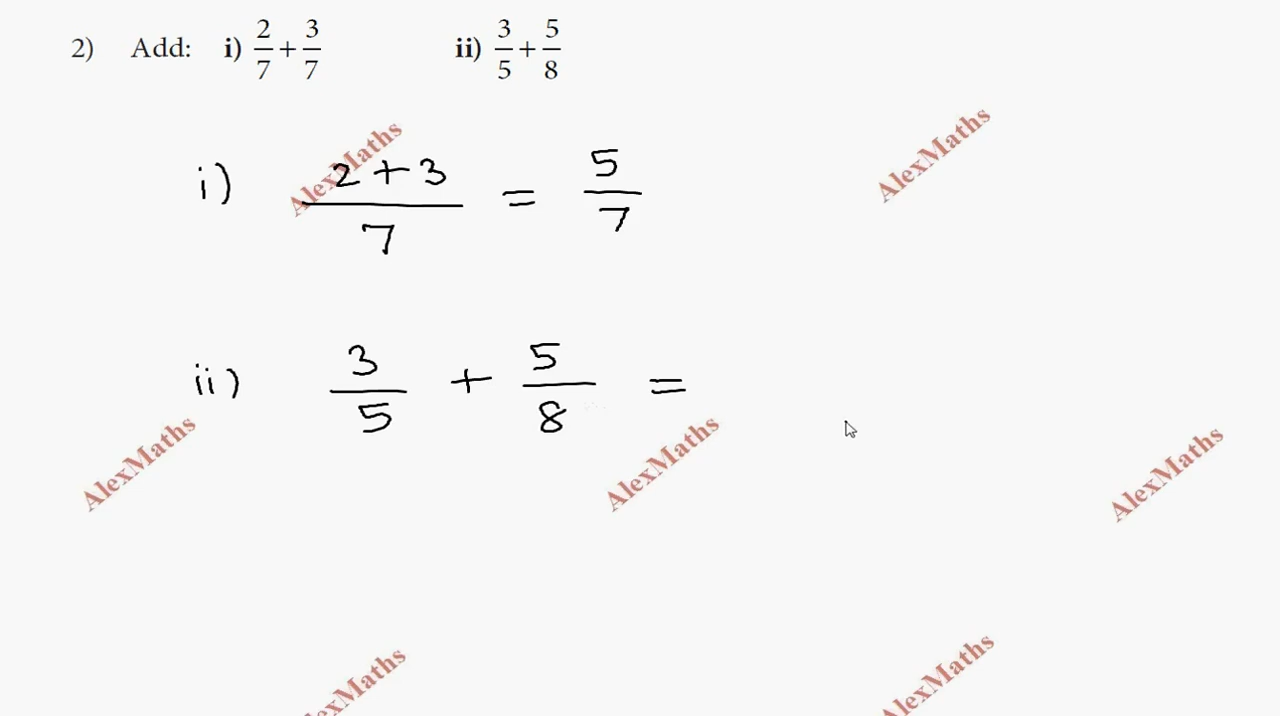 2) Add: i) 2/7 + 3/7 ii) 3/5 + 5/8
AlexMaths
AlexMaths
i) (2 + 3)/7 = 5/7
ii) 3/5 + 5/8 =
AlexMaths
AlexMaths
AlexMaths
AlexMaths
AlexMaths